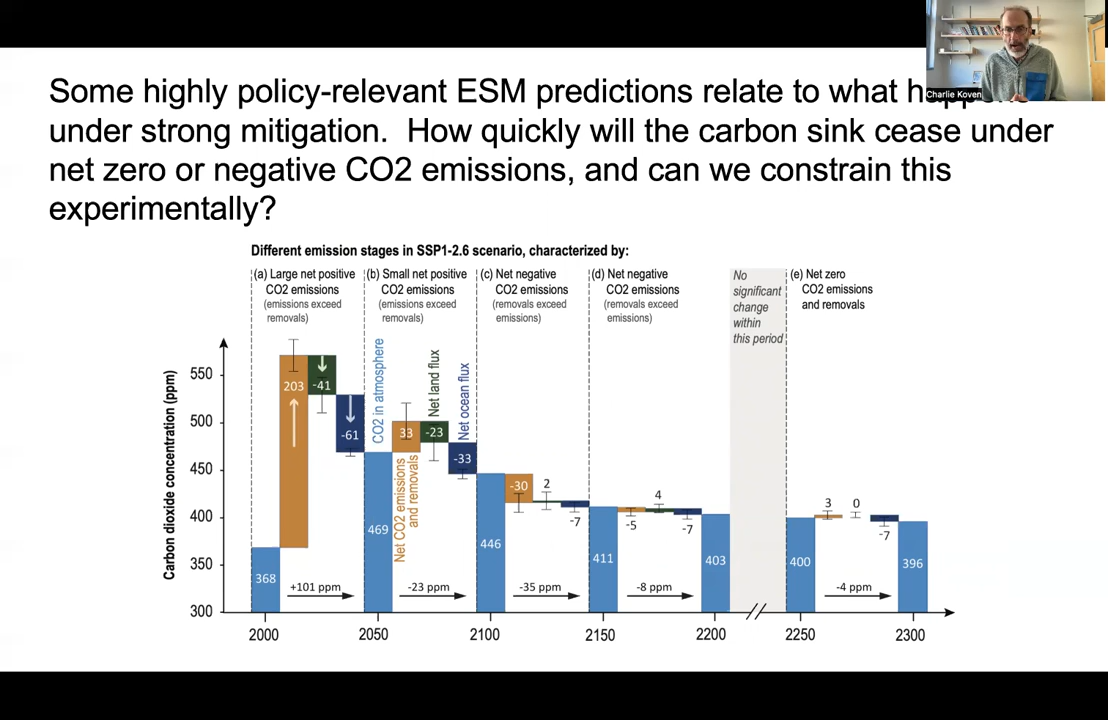 Charlie Koven
Some highly policy-relevant ESM predictions relate to what happens
under strong mitigation. How quickly will the carbon sink cease under
net zero or negative CO2 emissions, and can we constrain this
experimentally?
Different emission stages in SSP1-2.6 scenario, characterized by:
(a) Large net positive
CO2 emissions
(emissions exceed
removals)
(b) Small net positive
CO2 emissions
(emissions exceed
removals)
(c) Net negative
CO2 emissions
(removals exceed
emissions)
(d) Net negative
CO2 emissions
(removals exceed
emissions)
No
significant
change
within
this period
(e) Net zero
CO2 emissions
and removals
Carbon dioxide concentration (ppm)
550
500
450
400
350
300
368
203
-41
-61
+101 ppm
CO2 in atmosphere
469
33
Net CO2 emissions
and removals
Net land flux
-23
Net ocean flux
-33
-23 ppm
446
-30
2
-7
-35 ppm
411
-5
4
-7
-8 ppm
403
400
3
0
-7
-4 ppm
396
2000
2050
2100
2150
2200
2250
2300